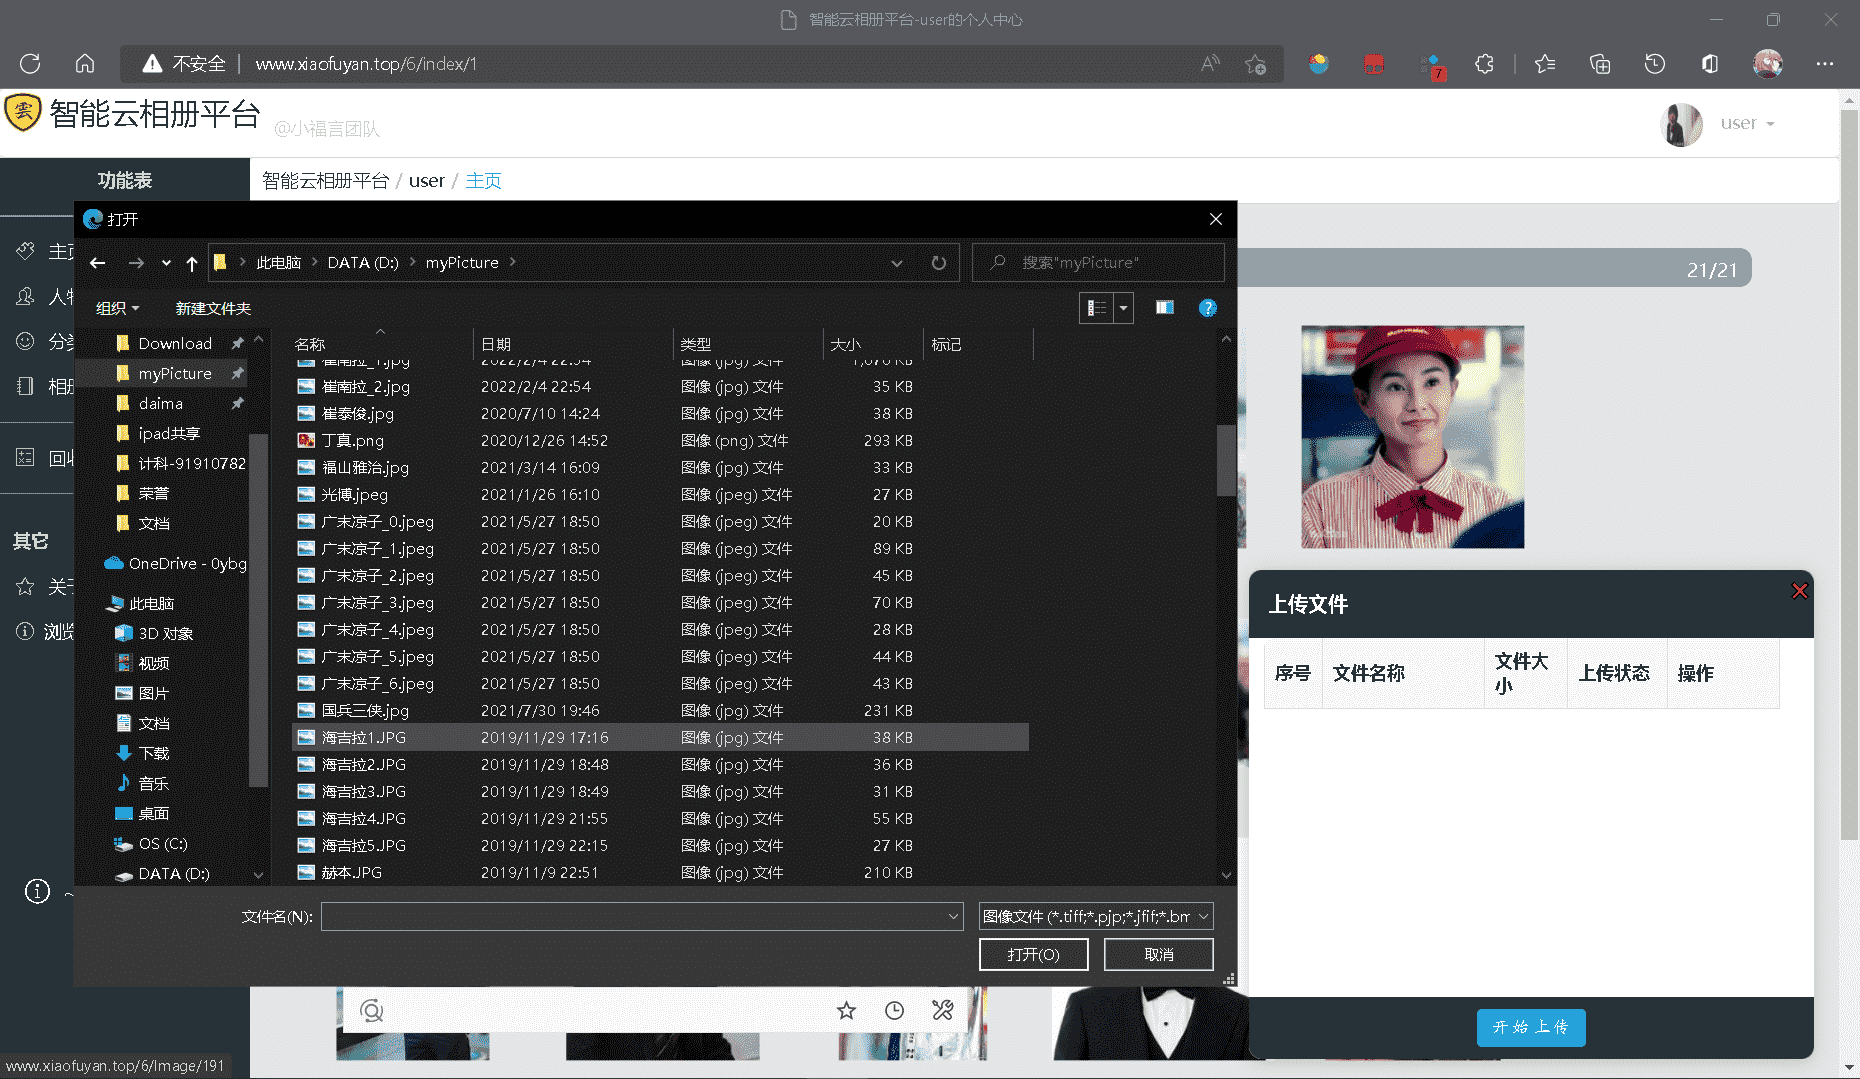 智能云相册平台-user的个人中心
不安全 www.xiaofuyan.top/6/index/1
7
雲 智能云相册平台 @小福言团队
user
功能表
智能云相册平台 / user / 主页
主页
其它
打开
此电脑 DATA (D:) myPicture
搜索"myPicture"
组织 新建文件夹
21/21
Download
myPicture
daima
ipad共享
计科-91910782
荣誉
文档
OneDrive - 0ybg
此电脑
3D 对象
视频
图片
文档
下载
音乐
桌面
OS (C:)
DATA (D:)
名称 日期 类型 大小 标记
崔南拉_1.jpg 2022/2/4 22:54 图像 (jpg) 文件 1,070 KB
崔南拉_2.jpg 2022/2/4 22:54 图像 (jpg) 文件 35 KB
崔泰俊.jpg 2020/7/10 14:24 图像 (jpg) 文件 38 KB
丁真.png 2020/12/26 14:52 图像 (png) 文件 293 KB
福山雅治.jpg 2021/3/14 16:09 图像 (jpg) 文件 33 KB
光博.jpeg 2021/1/26 16:10 图像 (jpeg) 文件 27 KB
广末凉子_0.jpeg 2021/5/27 18:50 图像 (jpeg) 文件 20 KB
广末凉子_1.jpeg 2021/5/27 18:50 图像 (jpeg) 文件 89 KB
广末凉子_2.jpeg 2021/5/27 18:50 图像 (jpeg) 文件 45 KB
广末凉子_3.jpeg 2021/5/27 18:50 图像 (jpeg) 文件 70 KB
广末凉子_4.jpeg 2021/5/27 18:50 图像 (jpeg) 文件 28 KB
广末凉子_5.jpeg 2021/5/27 18:50 图像 (jpeg) 文件 44 KB
广末凉子_6.jpeg 2021/5/27 18:50 图像 (jpeg) 文件 43 KB
国兵三侠.jpg 2021/7/30 19:46 图像 (jpg) 文件 231 KB
海吉拉1.JPG 2019/11/29 17:16 图像 (jpg) 文件 38 KB
海吉拉2.JPG 2019/11/29 18:48 图像 (jpg) 文件 36 KB
海吉拉3.JPG 2019/11/29 18:49 图像 (jpg) 文件 31 KB
海吉拉4.JPG 2019/11/29 21:55 图像 (jpg) 文件 55 KB
海吉拉5.JPG 2019/11/29 22:15 图像 (jpg) 文件 27 KB
赫本.JPG 2019/11/9 22:51 图像 (jpg) 文件 210 KB
文件名(N): 图像文件 (*.tiff;*.pjp;*.jfif;*.bm
打开(O) 取消
上传文件
序号 文件名称 文件大小 上传状态 操作
开始上传
www.xiaofuyan.top/6/Image/191